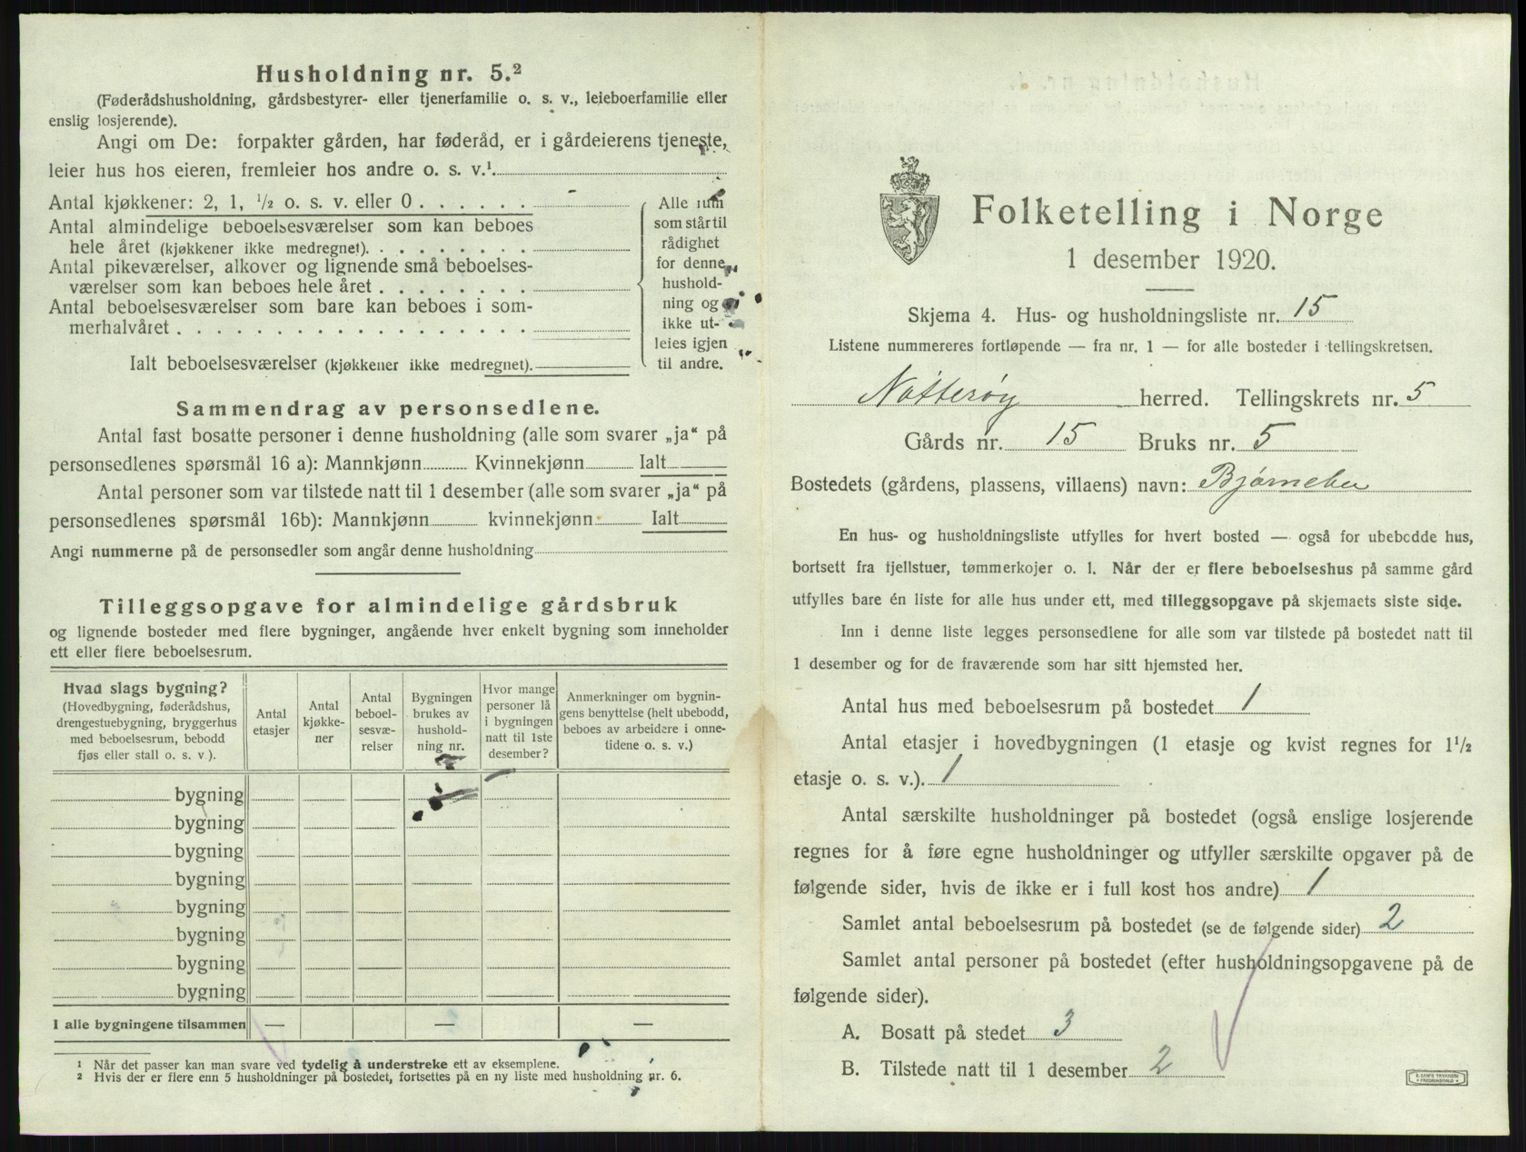 Husholdning nr. 5.²
(Føderådshusholdning, gårdsbestyrer- eller tjenerfamilie o. s. v., leieboerfamilie eller
enslig losjerende).
Angi om De: forpakter gården, har føderåd, er i gårdeierens tjeneste,
leier hus hos eieren, fremleier hos andre o. s. v.¹
Antal kjøkkener: 2, 1, ½ o. s. v. eller 0 . . . . . .
Antal almindelige beboelsesværelser som kan beboes
hele året (kjøkkener ikke medregnet). . . . . . . .
Antal pikeværelser, alkover og lignende små beboelses-
værelser som kan beboes hele året . . . . . . . .
Antal beboelsesværelser som bare kan beboes i som-
merhalvåret . . . . . . . . . . . . . . . . . .
Ialt beboelsesværelser (kjøkkener ikke medregnet).
Alle rum
som står til
rådighet
for denne
hushold-
ning og
ikke ut-
leies igjen
til andre.
Sammendrag av personsedlene.
Antal fast bosatte personer i denne husholdning (alle som svarer „ja“ på
personsedlenes spørsmål 16 a): Mannkjønn Kvinnekjønn Ialt
Antal personer som var tilstede natt til 1 desember (alle som svarer „ja“ på
personsedlenes spørsmål 16b): Mannkjønn kvinnekjønn Ialt
Angi nummerne på de personsedler som angår denne husholdning
Tilleggsopgave for almindelige gårdsbruk
og lignende bosteder med flere bygninger, angående hver enkelt bygning som inneholder
ett eller flere beboelsesrum.
Hvad slags bygning?
(Hovedbygning, føderådshus,
drengestuebygning, bryggerhus
med beboelsesrum, bebodd
fjøs eller stall o. s. v.).
Antal
etasjer
Antal
kjøkke-
ner
Antal
beboel-
sesvæ-
relser
Bygningen
brukes av
hushold-
ning nr.
Hvor mange
personer lå
i bygningen
natt til 1ste
desember?
Anmerkninger om bygnin-
gens benyttelse (helt ubebodd,
beboes av arbeidere i onne-
tidene o. s. v.)
bygning
bygning
bygning
bygning
bygning
bygning
bygning
bygning
I alle bygningene tilsammen — — —
¹ Når det passer kan man svare ved tydelig å understreke ett av eksemplene.
² Hvis der er flere enn 5 husholdninger på bostedet, fortsettes på en ny liste med husholdning nr. 6.
Folketelling i Norge
1 desember 1920.
Skjema 4. Hus- og husholdningsliste nr. 15
Listene nummereres fortløpende — fra nr. 1 — for alle bosteder i tellingskretsen.
Nøtterøy herred. Tellingskrets nr. 5
Gårds nr. 15 Bruks nr. 5
Bostedets (gårdens, plassens, villaens) navn: Bjørnebu
En hus- og husholdningsliste utfylles for hvert bosted — også for ubebodde hus,
bortsett fra fjellstuer, tømmerkojer o. l. Når der er flere beboelseshus på samme gård
utfylles bare én liste for alle hus under ett, med tilleggsopgave på skjemaets siste side.
Inn i denne liste legges personsedlene for alle som var tilstede på bostedet natt til
1 desember og for de fraværende som har sitt hjemsted her.
Antal hus med beboelsesrum på bostedet 1
Antal etasjer i hovedbygningen (1 etasje og kvist regnes for 1½
etasje o. s. v.). 1
Antal særskilte husholdninger på bostedet (også enslige losjerende
regnes for å føre egne husholdninger og utfyller særskilte opgaver på de
følgende sider, hvis de ikke er i full kost hos andre) 1
Samlet antal beboelsesrum på bostedet (se de følgende sider) 2
Samlet antal personer på bostedet (efter husholdningsopgavene på de
følgende sider).
A. Bosatt på stedet 3
B. Tilstede natt til 1 desember 2